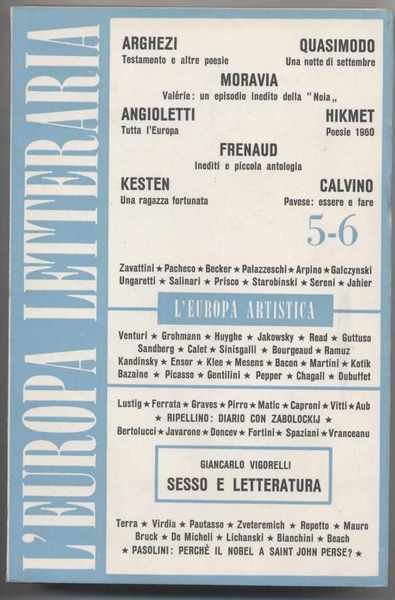 L'EUROPA LETTERARIA
ARGHEZI
Testamento e altre poesie
QUASIMODO
Una notte di settembre
MORAVIA
Valérie: un episodio inedito della "Noia„
ANGIOLETTI
Tutta l'Europa
HIKMET
Poesie 1960
FRENAUD
Inediti e piccola antologia
KESTEN
Una ragazza fortunata
CALVINO
Pavese: essere e fare
5-6
Zavattini ★ Pacheco ★ Becker ★ Palazzeschi ★ Arpino ★ Galczynski
Ungaretti ★ Salinari ★ Prisco ★ Starobinski ★ Sereni ★ Jahier
L'EUROPA ARTISTICA
Venturi ★ Grohmann ★ Huyghe ★ Jakowsky ★ Read ★ Guttuso
Sandberg ★ Calet ★ Sinisgalli ★ Bourgeaud ★ Ramuz
Kandinsky ★ Ensor ★ Klee ★ Mesens ★ Bacon ★ Martini ★ Kotik
Bazaine ★ Picasso ★ Gentilini ★ Pepper ★ Chagall ★ Dubuffet
Lustig ★ Ferrata ★ Graves ★ Pirro ★ Matic ★ Caproni ★ Vitti ★ Aub
★ RIPELLINO: DIARIO CON ZABOLOCKIJ ★
Bertolucci ★ Javarone ★ Doncev ★ Fortini ★ Spaziani ★ Vranceanu
GIANCARLO VIGORELLI
SESSO E LETTERATURA
Terra ★ Virdia ★ Pautasso ★ Zveteremich ★ Repetto ★ Mauro
Bruck ★ De Micheli ★ Lichanski ★ Bianchini ★ Beach
★ PASOLINI: PERCHÈ IL NOBEL A SAINT JOHN PERSE? ★